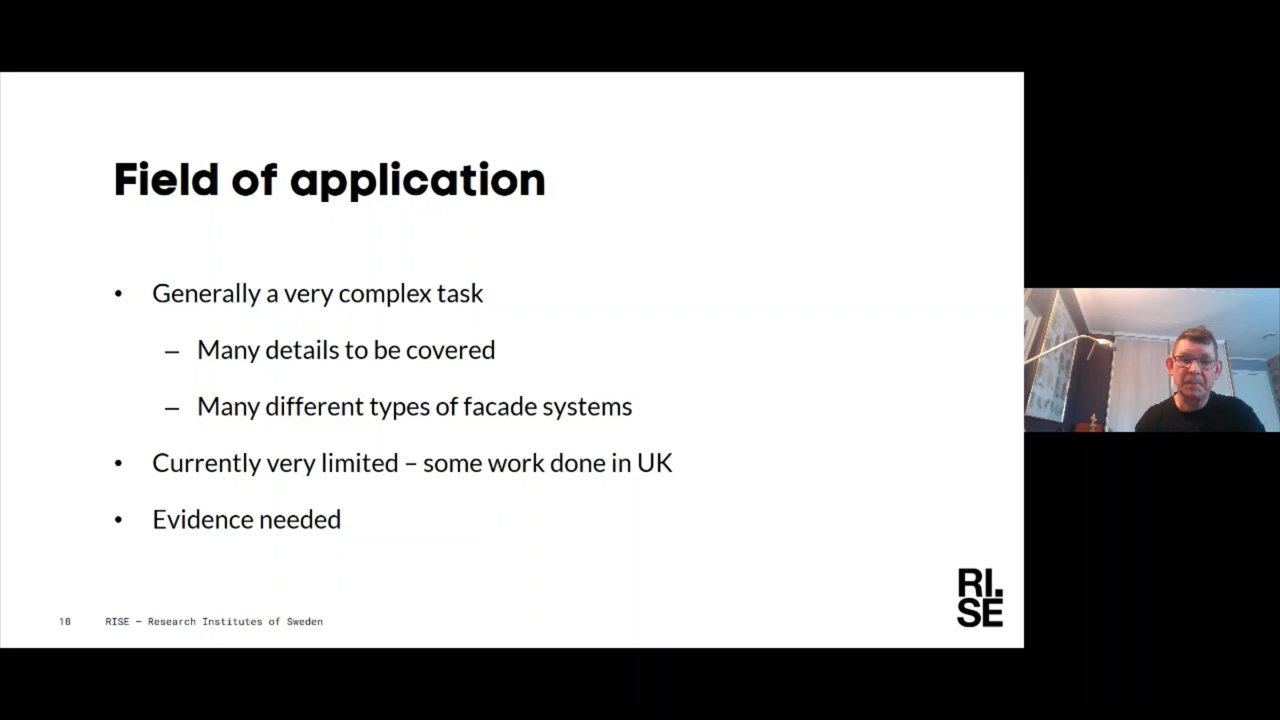 Field of application
• Generally a very complex task
– Many details to be covered
– Many different types of facade systems
• Currently very limited – some work done in UK
• Evidence needed
RI.
SE
18 RISE — Research Institutes of Sweden